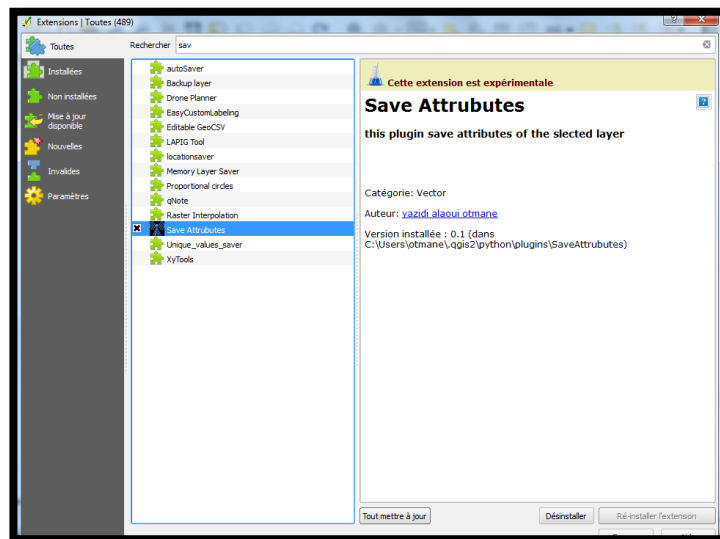 Extensions | Toutes (489)
Toutes
Installées
Non installées
Mise à jour
disponible
Nouvelles
Invalides
Paramètres
Rechercher sav
autoSaver
Backup layer
Drone Planner
EasyCustomLabeling
Editable GeoCSV
LAPIG Tool
locationsaver
Memory Layer Saver
Proportional circles
qNote
Raster Interpolation
Save Attrubutes
Unique_values_saver
XyTools
Cette extension est expérimentale
Save Attrubutes
this plugin save attributes of the slected layer
Catégorie: Vector
Auteur: yazidi alaoui otmane
Version installée : 0.1 (dans
C:\Users\otmane\.qgis2\python\plugins\SaveAttrubutes)
Tout mettre à jour
Désinstaller
Ré-installer l'extension